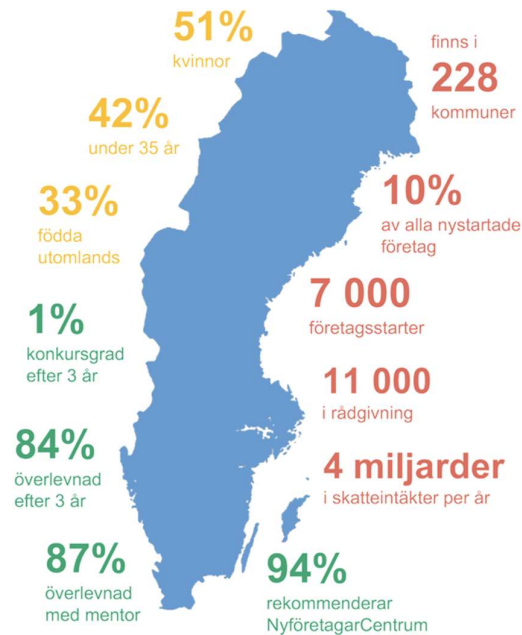 51%
kvinnor
42%
under 35 år
33%
födda
utomlands
1%
konkursgrad
efter 3 år
84%
överlevnad
efter 3 år
87%
överlevnad
med mentor
finns i
228
kommuner
10%
av alla nystartade
företag
7 000
företagsstarter
11 000
i rådgivning
4 miljarder
i skatteintäkter per år
94%
rekommenderar
NyföretagarCentrum